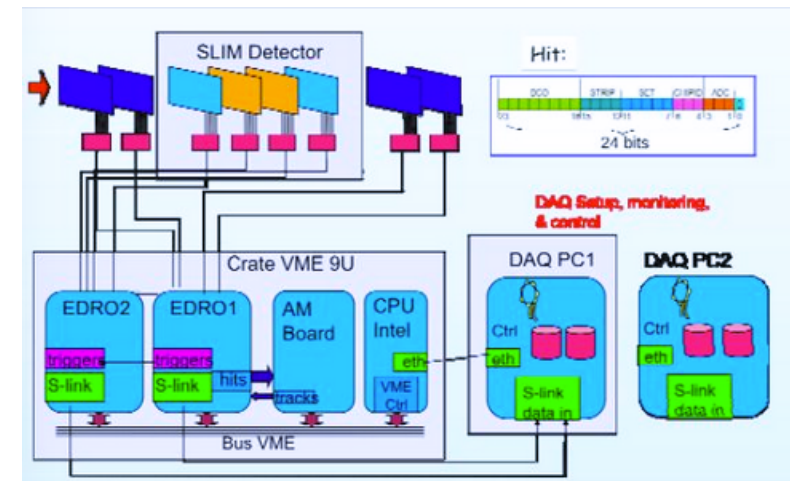 SLIM Detector
Hit:
STRIP
SCT
ADC
24 bits
DAQ Setup, monitoring,
& control
Crate VME 9U
DAQ PC1
DAQ PC2
EDRO2
EDRO1
AM
Board
CPU
Intel
Ctrl
Ctrl
triggers
triggers
eth
eth
eth
S-link
S-link
hits
tracks
VME
Ctrl
S-link
data in
S-link
data in
Bus VME